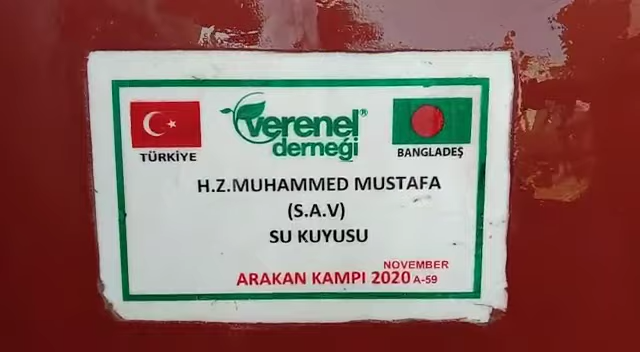 verenel®
derneği
TÜRKİYE
BANGLADEŞ
H.Z.MUHAMMED MUSTAFA
(S.A.V)
SU KUYUSU
NOVEMBER
ARAKAN KAMPI 2020 A-59